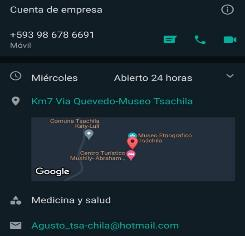 Cuenta de empresa
+593 98 678 6691
Móvil
Miércoles Abierto 24 horas
Km7 Via Quevedo-Museo Tsachila
Comuna Tsachila
Centro Turístico
Museo Etnográfico
Google
Medicina y salud
Agusto_tsa-chila@hotmail.com